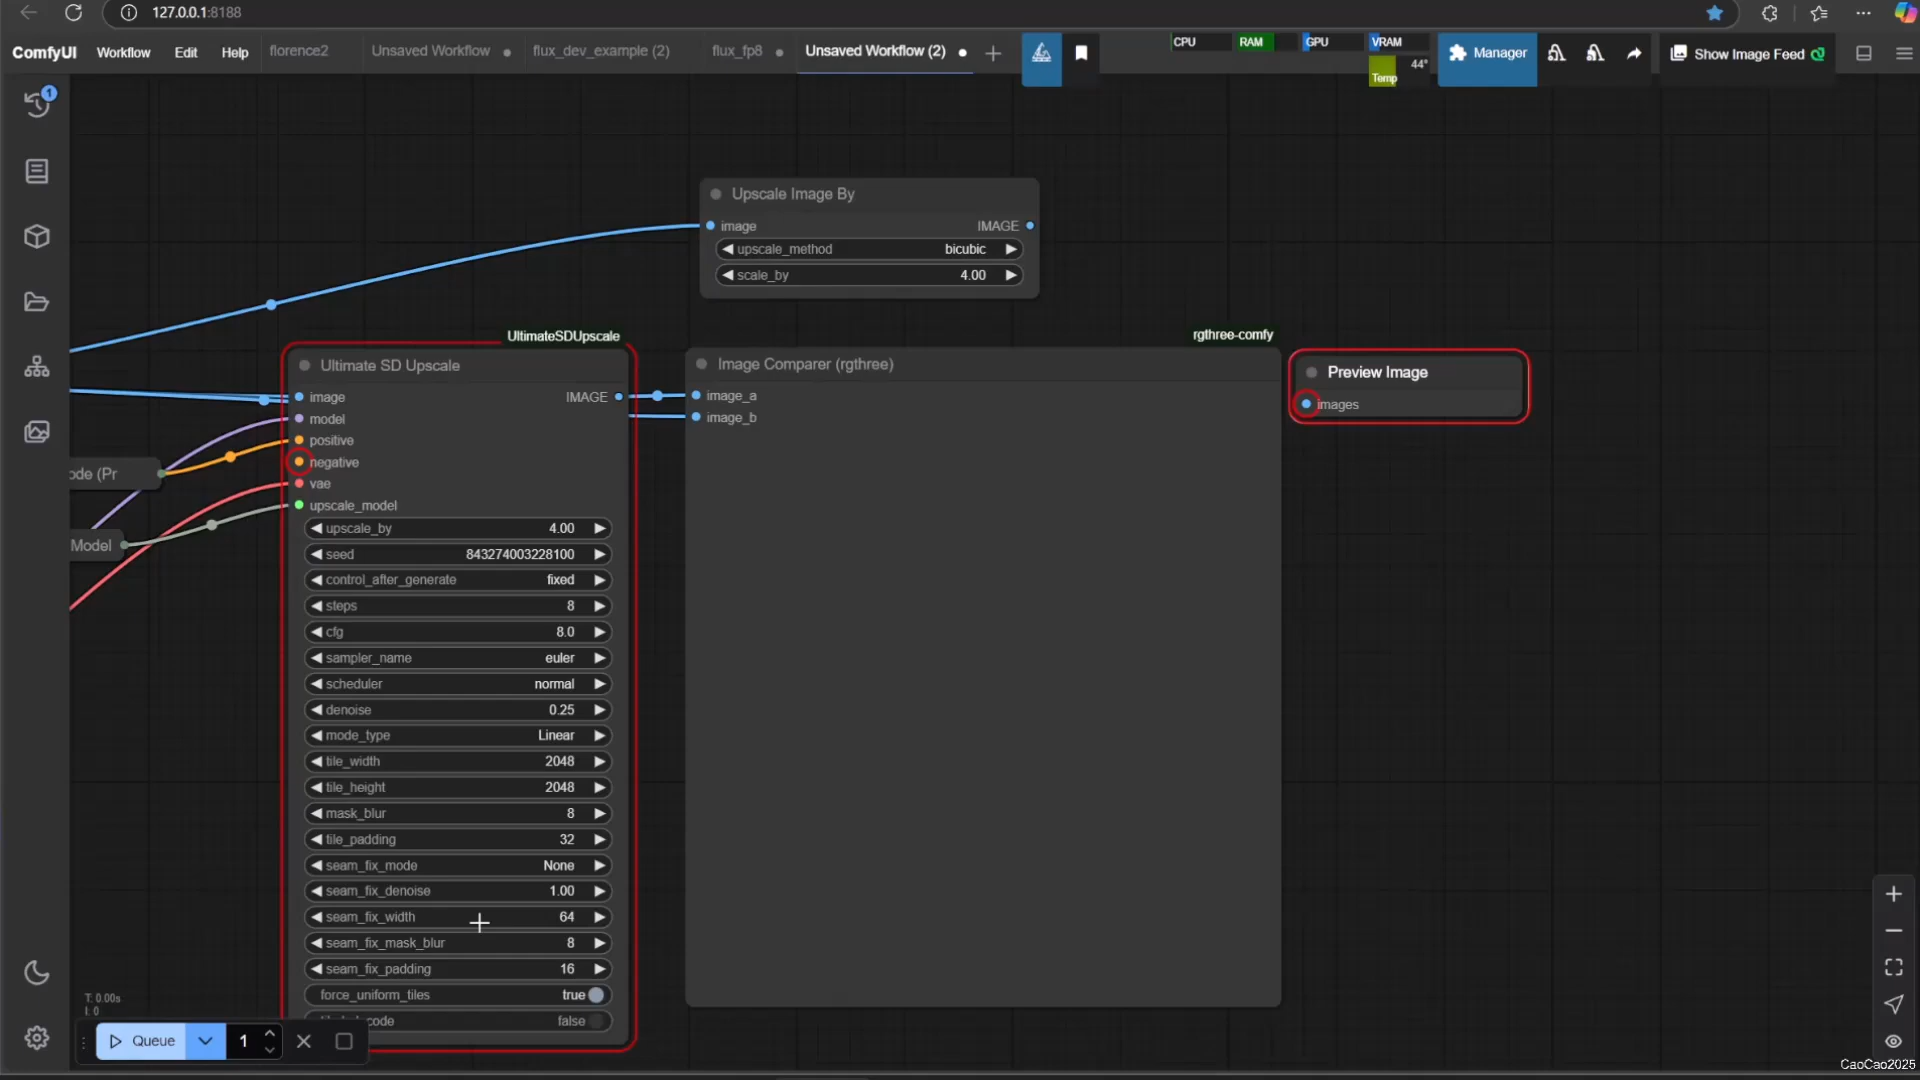 127.0.0.1:8188
ComfyUI Workflow Edit Help florence2 Unsaved Workflow flux_dev_example (2) flux_fp8 Unsaved Workflow (2)
CPU RAM GPU VRAM
Temp 44°
Manager
Show Image Feed
1
Upscale Image By
image IMAGE
upscale_method bicubic
scale_by 4.00
UltimateSDUpscale
Ultimate SD Upscale
image IMAGE
model
positive
negative
vae
upscale_model
upscale_by 4.00
seed 843274003228100
control_after_generate fixed
steps 8
cfg 8.0
sampler_name euler
scheduler normal
denoise 0.25
mode_type Linear
tile_width 2048
tile_height 2048
mask_blur 8
tile_padding 32
seam_fix_mode None
seam_fix_denoise 1.00
seam_fix_width 64
seam_fix_mask_blur 8
seam_fix_padding 16
force_uniform_tiles true
code false
rgthree-comfy
Image Comparer (rgthree)
image_a
image_b
Preview Image
images
ode (Pr
Model
T: 0.00s
I: 0
Queue 1
CaoCao2025